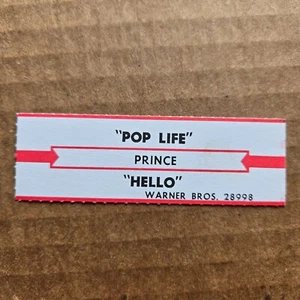 "POP LIFE"
PRINCE
"HELLO"
WARNER BROS. 28998